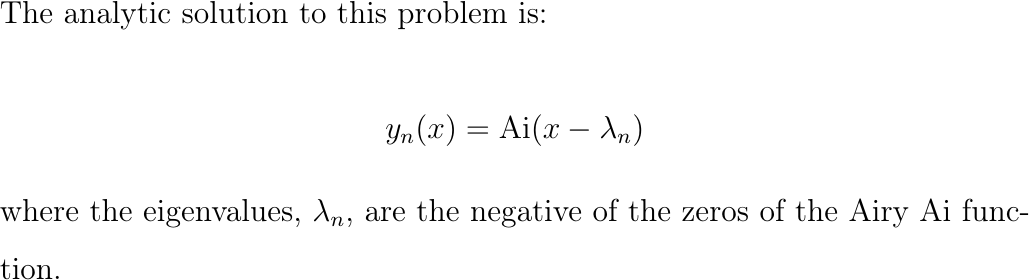 The analytic solution to this problem is:
yₙ(x) = Ai(x − λₙ)
where the eigenvalues, λₙ, are the negative of the zeros of the Airy Ai func-
tion.